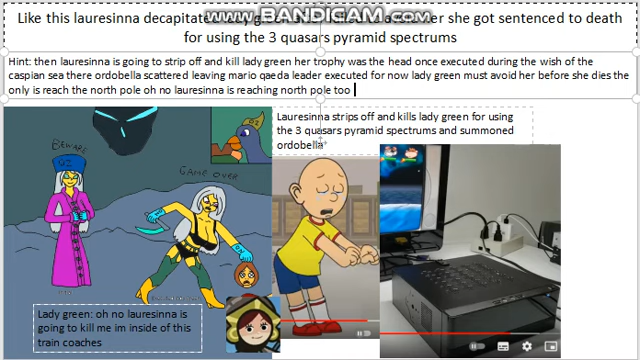 Like this lauresinna decapitate
she got sentenced to death
WWW.BANDICAM.COM
for using the 3 quasars pyramid spectrums
Hint: then lauresinna is going to strip off and kill lady green her trophy was the head once executed during the wish of the
caspian sea there ordobella scattered leaving mario qaeda leader executed for now lady green must avoid her before she dies the
only is reach the north pole oh no lauresinna is reaching north pole too
Lauresinna strips off and kills lady green for using
the 3 quasars pyramid spectrums and summoned
ordobella
BEWARE
OZ
GAME OVER
Lady green: oh no lauresinna is
going to kill me im inside of this
train coaches